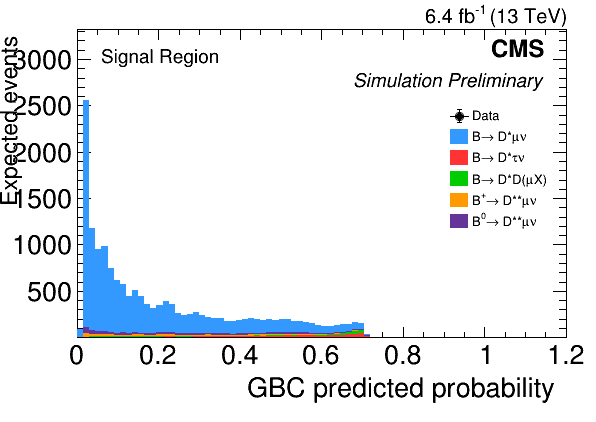 6.4 fb⁻¹ (13 TeV)
Signal Region
CMS
Simulation Preliminary
Data
B→ D*μν
B→ D*τν
B→ D*D(μX)
B⁺→ D**μν
B⁰→ D**μν
Expected events
3000
2500
2000
1500
1000
500
0 0.2 0.4 0.6 0.8 1 1.2
GBC predicted probability